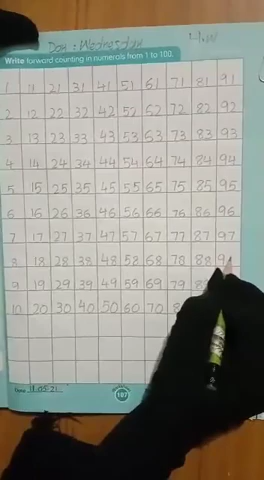 Day : Wednesday
Write forward counting in numerals from 1 to 100.
1 11 21 31 41 51 61 71 81 91
2 12 22 32 42 52 62 72 82 92
3 13 23 33 43 53 63 73 83 93
4 14 24 34 44 54 64 74 84 94
5 15 25 35 45 55 65 75 85 95
6 16 26 36 46 56 66 76 86 96
7 17 27 37 47 57 67 77 87 97
8 18 28 38 48 58 68 78 88 9
9 19 29 39 49 59 69 79
10 20 30 40 50 60 70
107